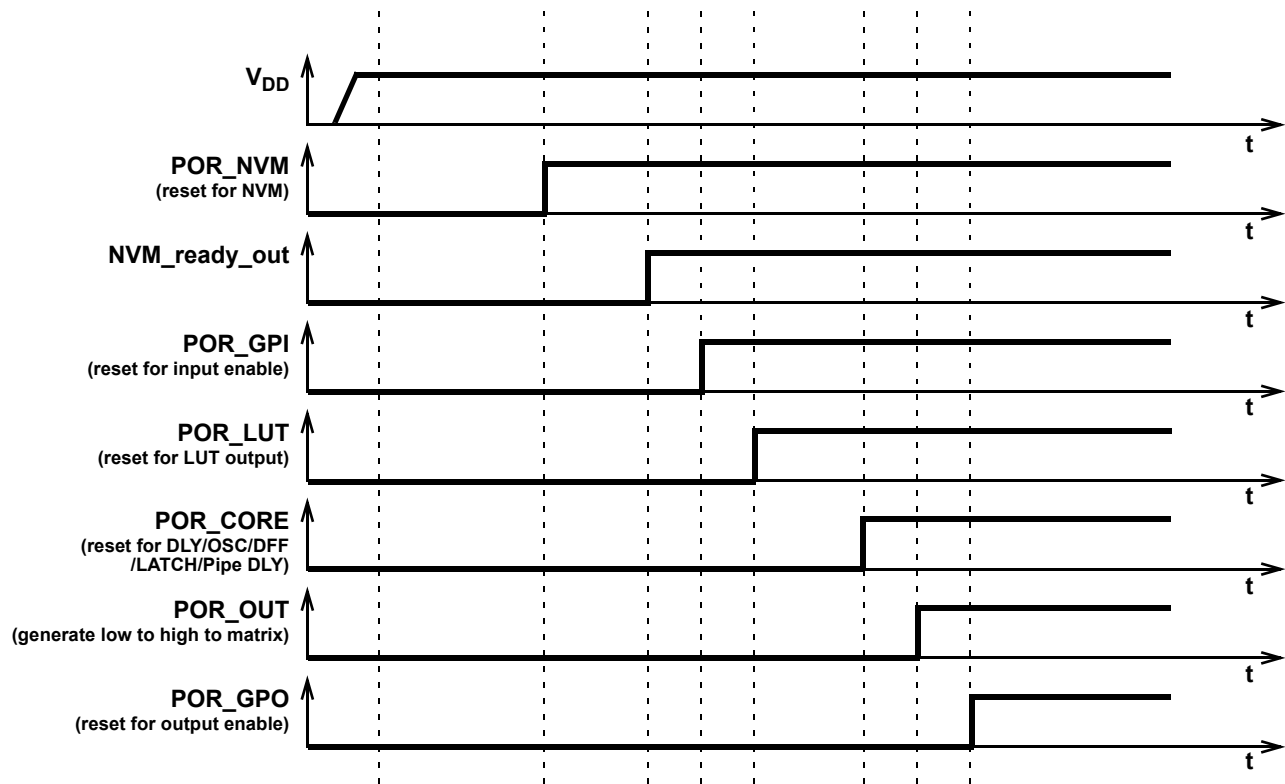 VDD
t
POR_NVM
(reset for NVM)
t
NVM_ready_out
t
POR_GPI
(reset for input enable)
t
POR_LUT
(reset for LUT output)
t
POR_CORE
(reset for DLY/OSC/DFF
/LATCH/Pipe DLY)
t
POR_OUT
(generate low to high to matrix)
t
POR_GPO
(reset for output enable)
t